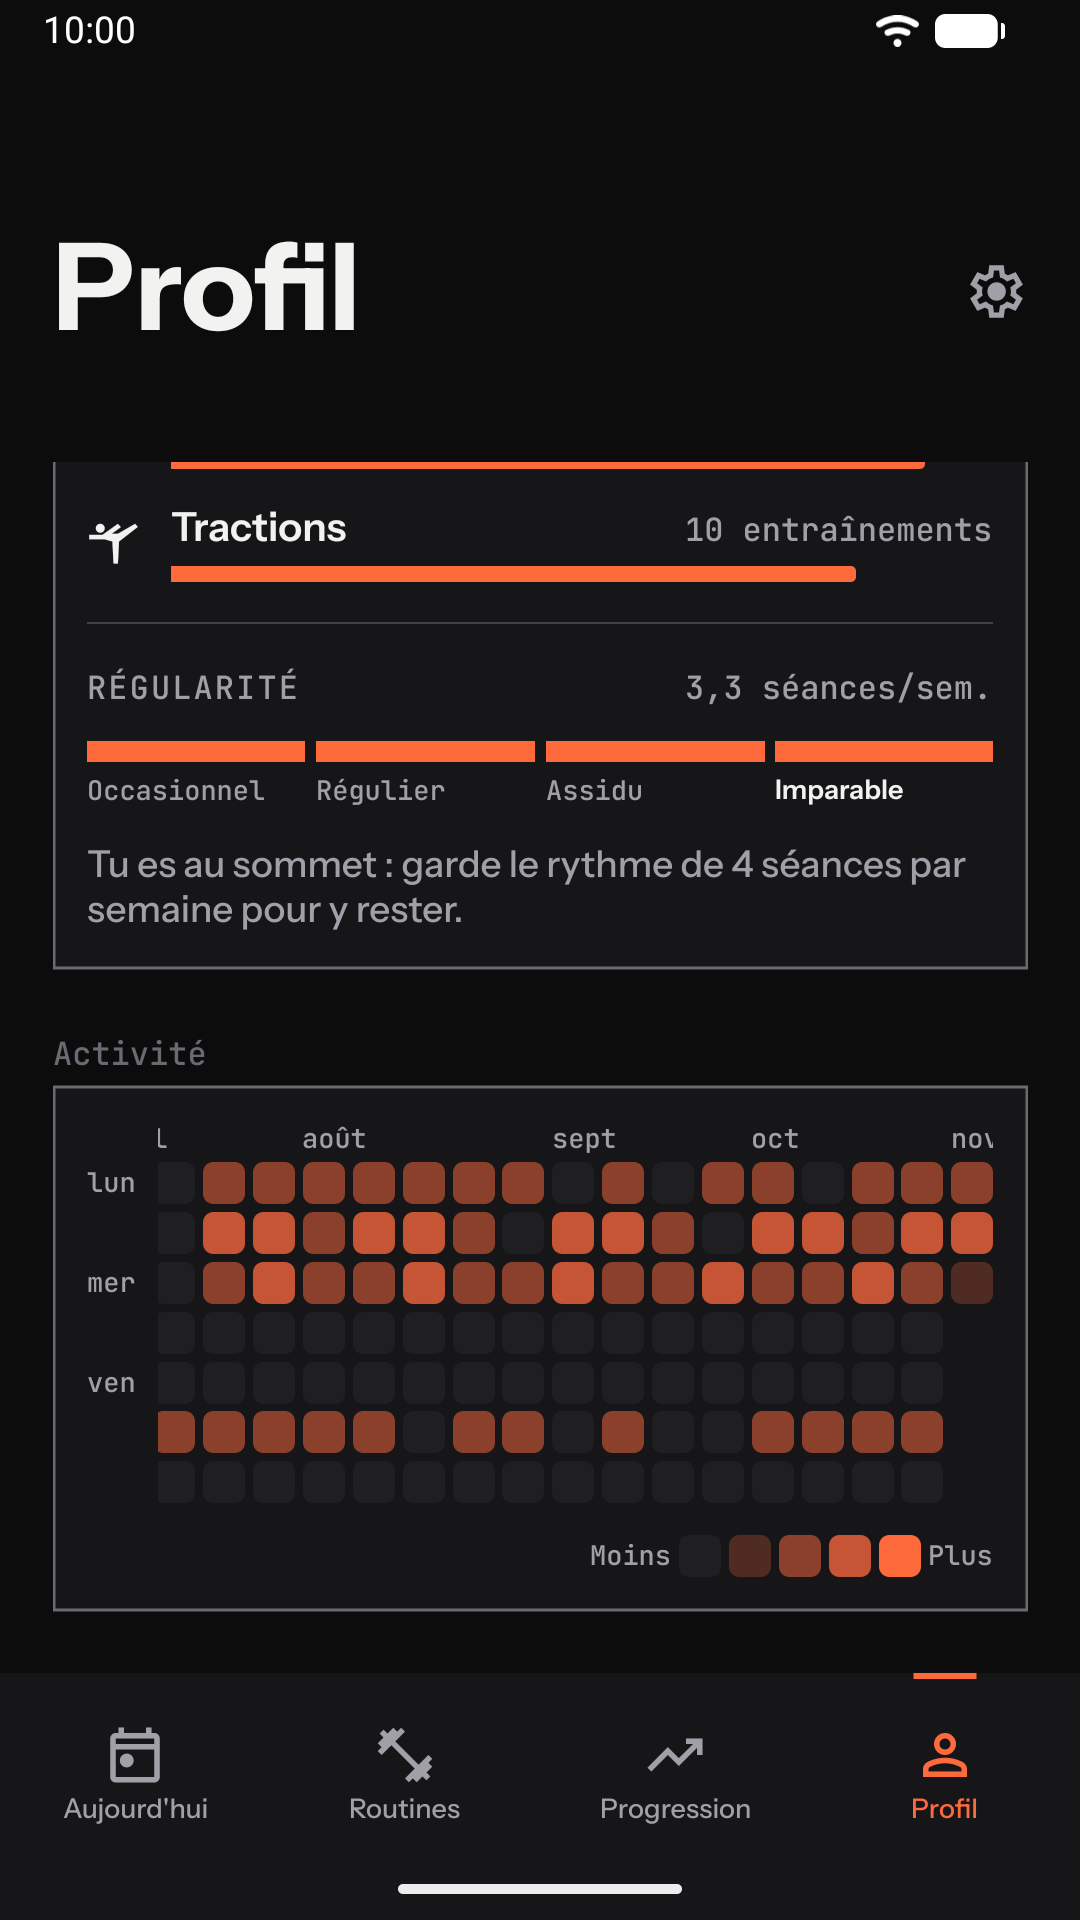 10:00
Profil
Tractions
10 entraînements
RÉGULARITÉ
3,3 séances/sem.
Occasionnel
Régulier
Assidu
Imparable
Tu es au sommet : garde le rythme de 4 séances par
semaine pour y rester.
Activité
août
sept
oct
nov
lun
mer
ven
Moins
Plus
Aujourd'hui
Routines
Progression
Profil